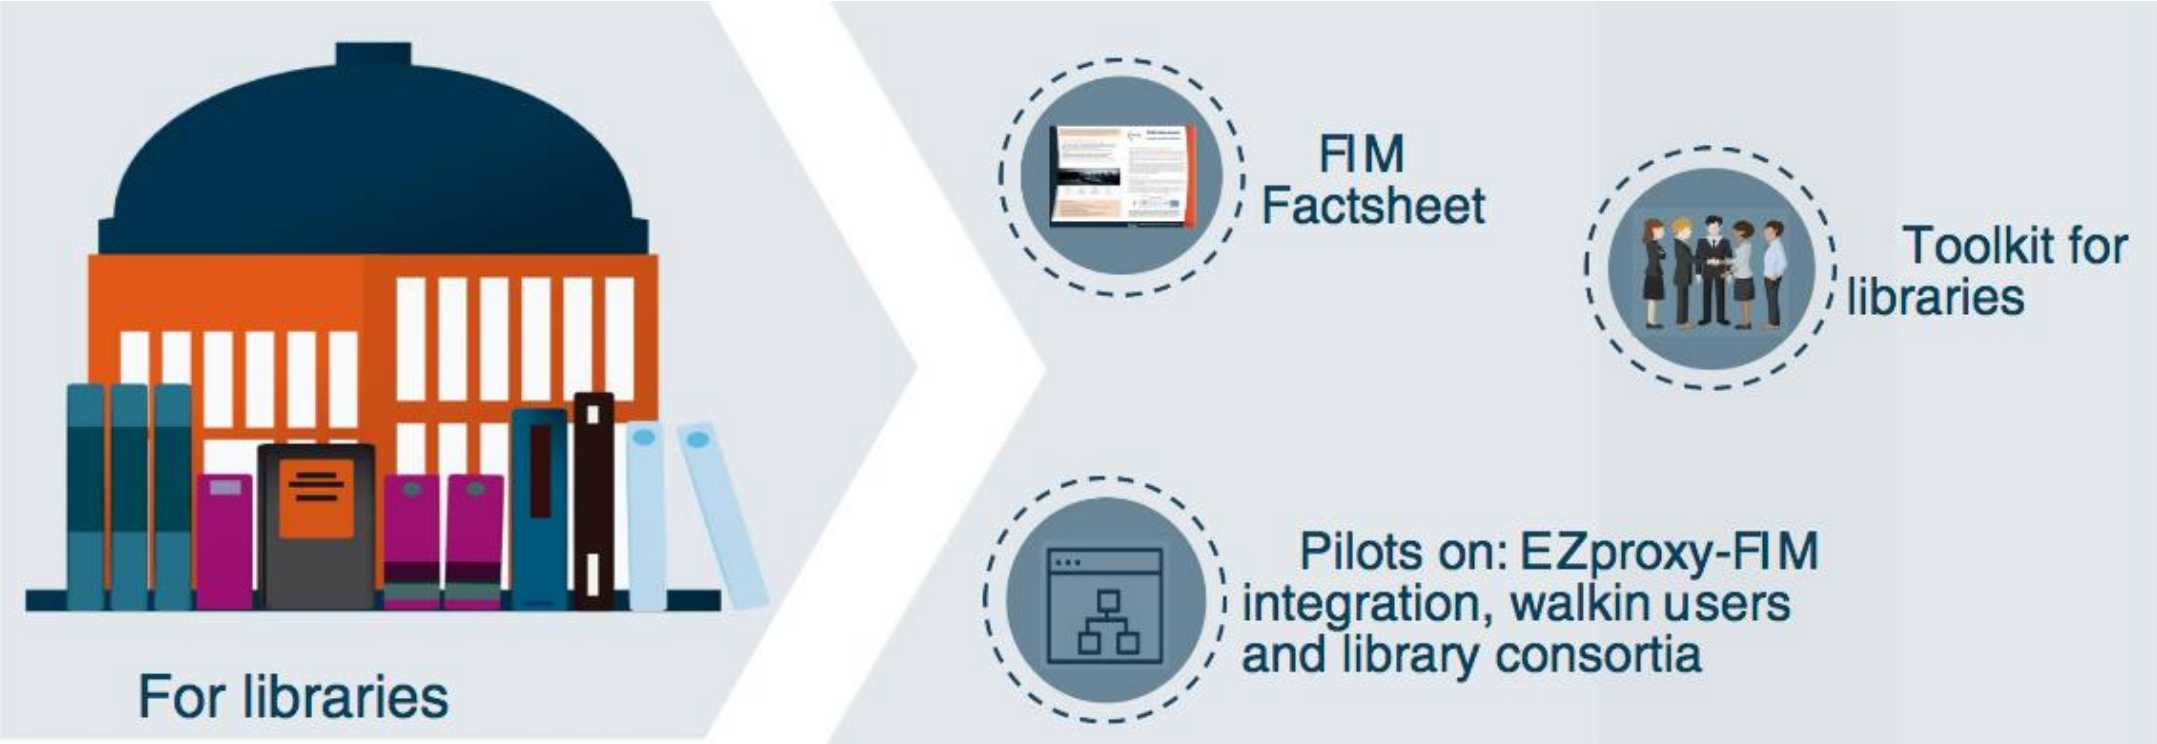 For libraries
FIM
Factsheet
Toolkit for
libraries
Pilots on: EZproxy-FIM
integration, walkin users
and library consortia